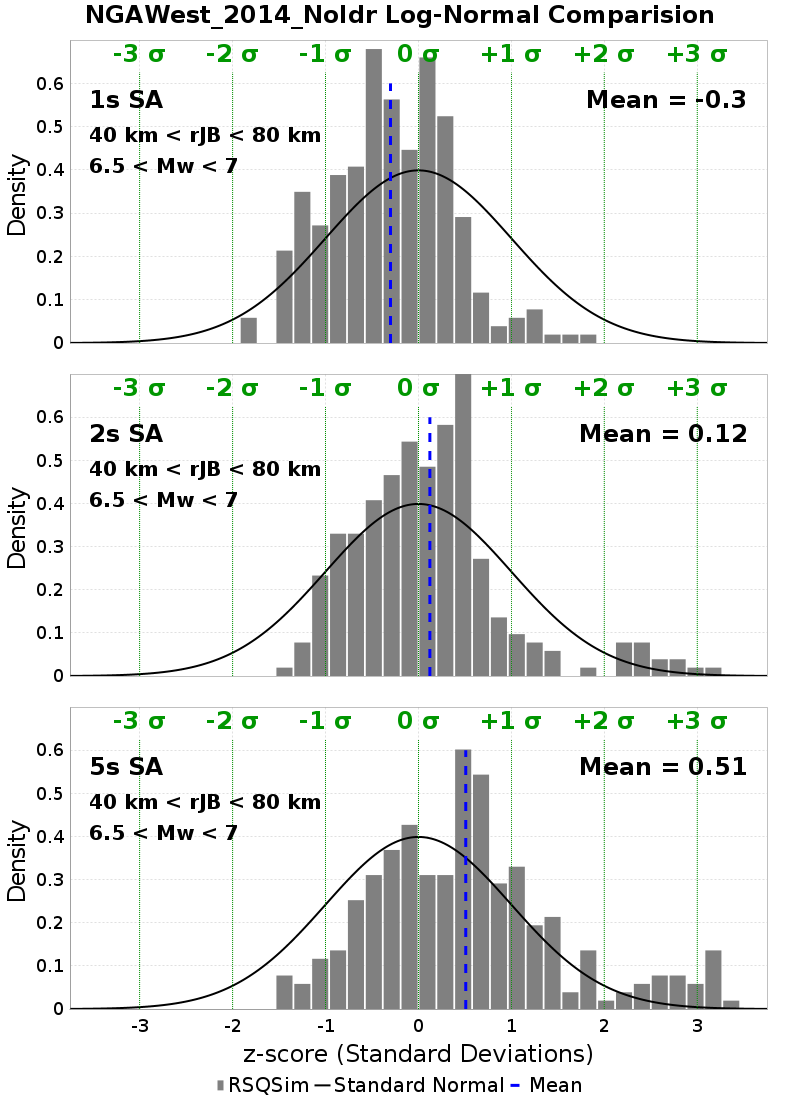 NGAWest_2014_NoIdr Log-Normal Comparision
-3 σ -2 σ -1 σ 0 σ +1 σ +2 σ +3 σ
1s SA
Mean = -0.3
40 km < rJB < 80 km
6.5 < Mw < 7
Density
0.6
0.5
0.4
0.3
0.2
0.1
0
-3 σ -2 σ -1 σ 0 σ +1 σ +2 σ +3 σ
2s SA
Mean = 0.12
40 km < rJB < 80 km
6.5 < Mw < 7
Density
0.6
0.5
0.4
0.3
0.2
0.1
0
-3 σ -2 σ -1 σ 0 σ +1 σ +2 σ +3 σ
5s SA
Mean = 0.51
40 km < rJB < 80 km
6.5 < Mw < 7
Density
0.6
0.5
0.4
0.3
0.2
0.1
0
-3 -2 -1 0 1 2 3
z-score (Standard Deviations)
RSQSim Standard Normal Mean